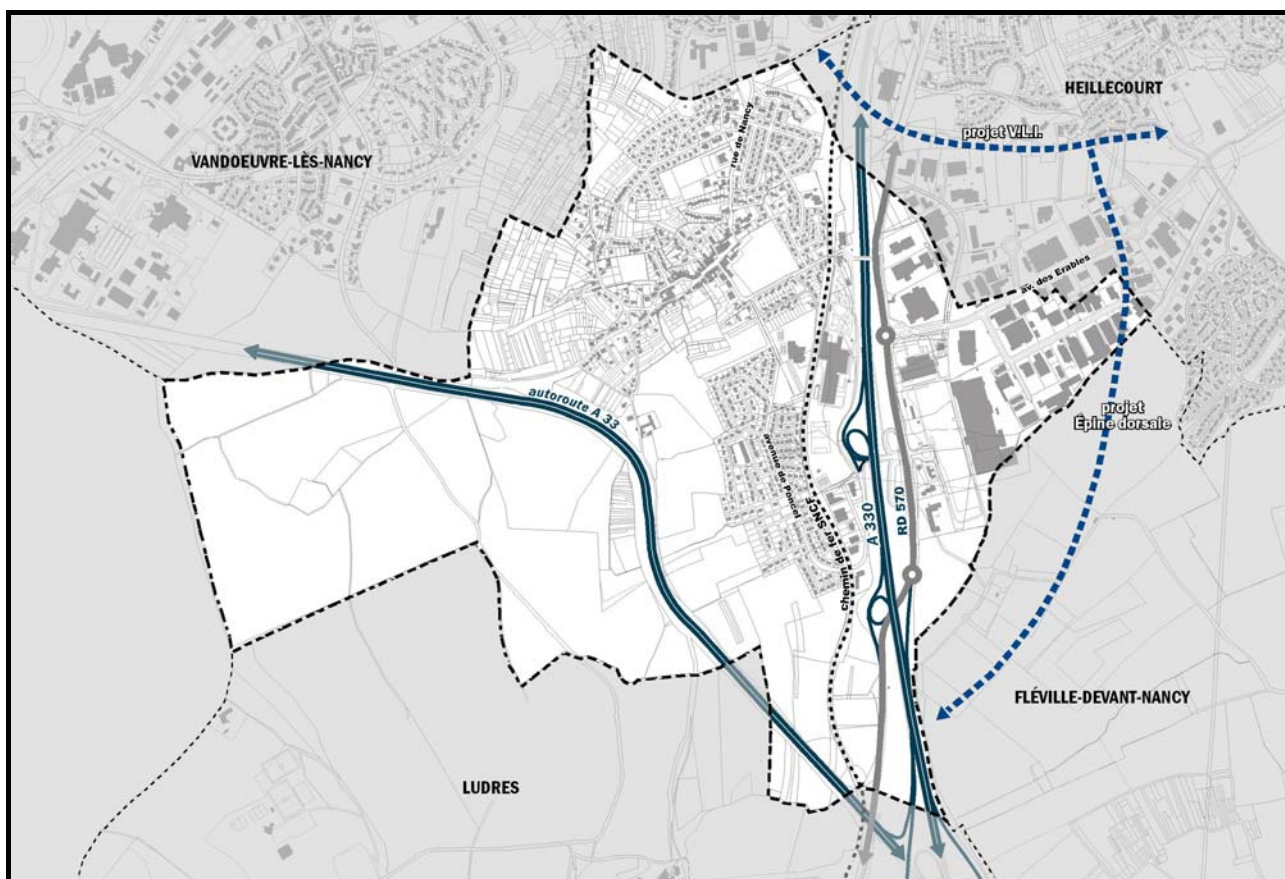 HEILLECOURT
projet V.L.I.
rue de Nancy
VANDOEUVRE-LÈS-NANCY
av. des Erables
autoroute A 33
projet
Épine dorsale
avenue de Poncel
chemin de fer SNCF
A 330
RD 570
FLÉVILLE-DEVANT-NANCY
LUDRES